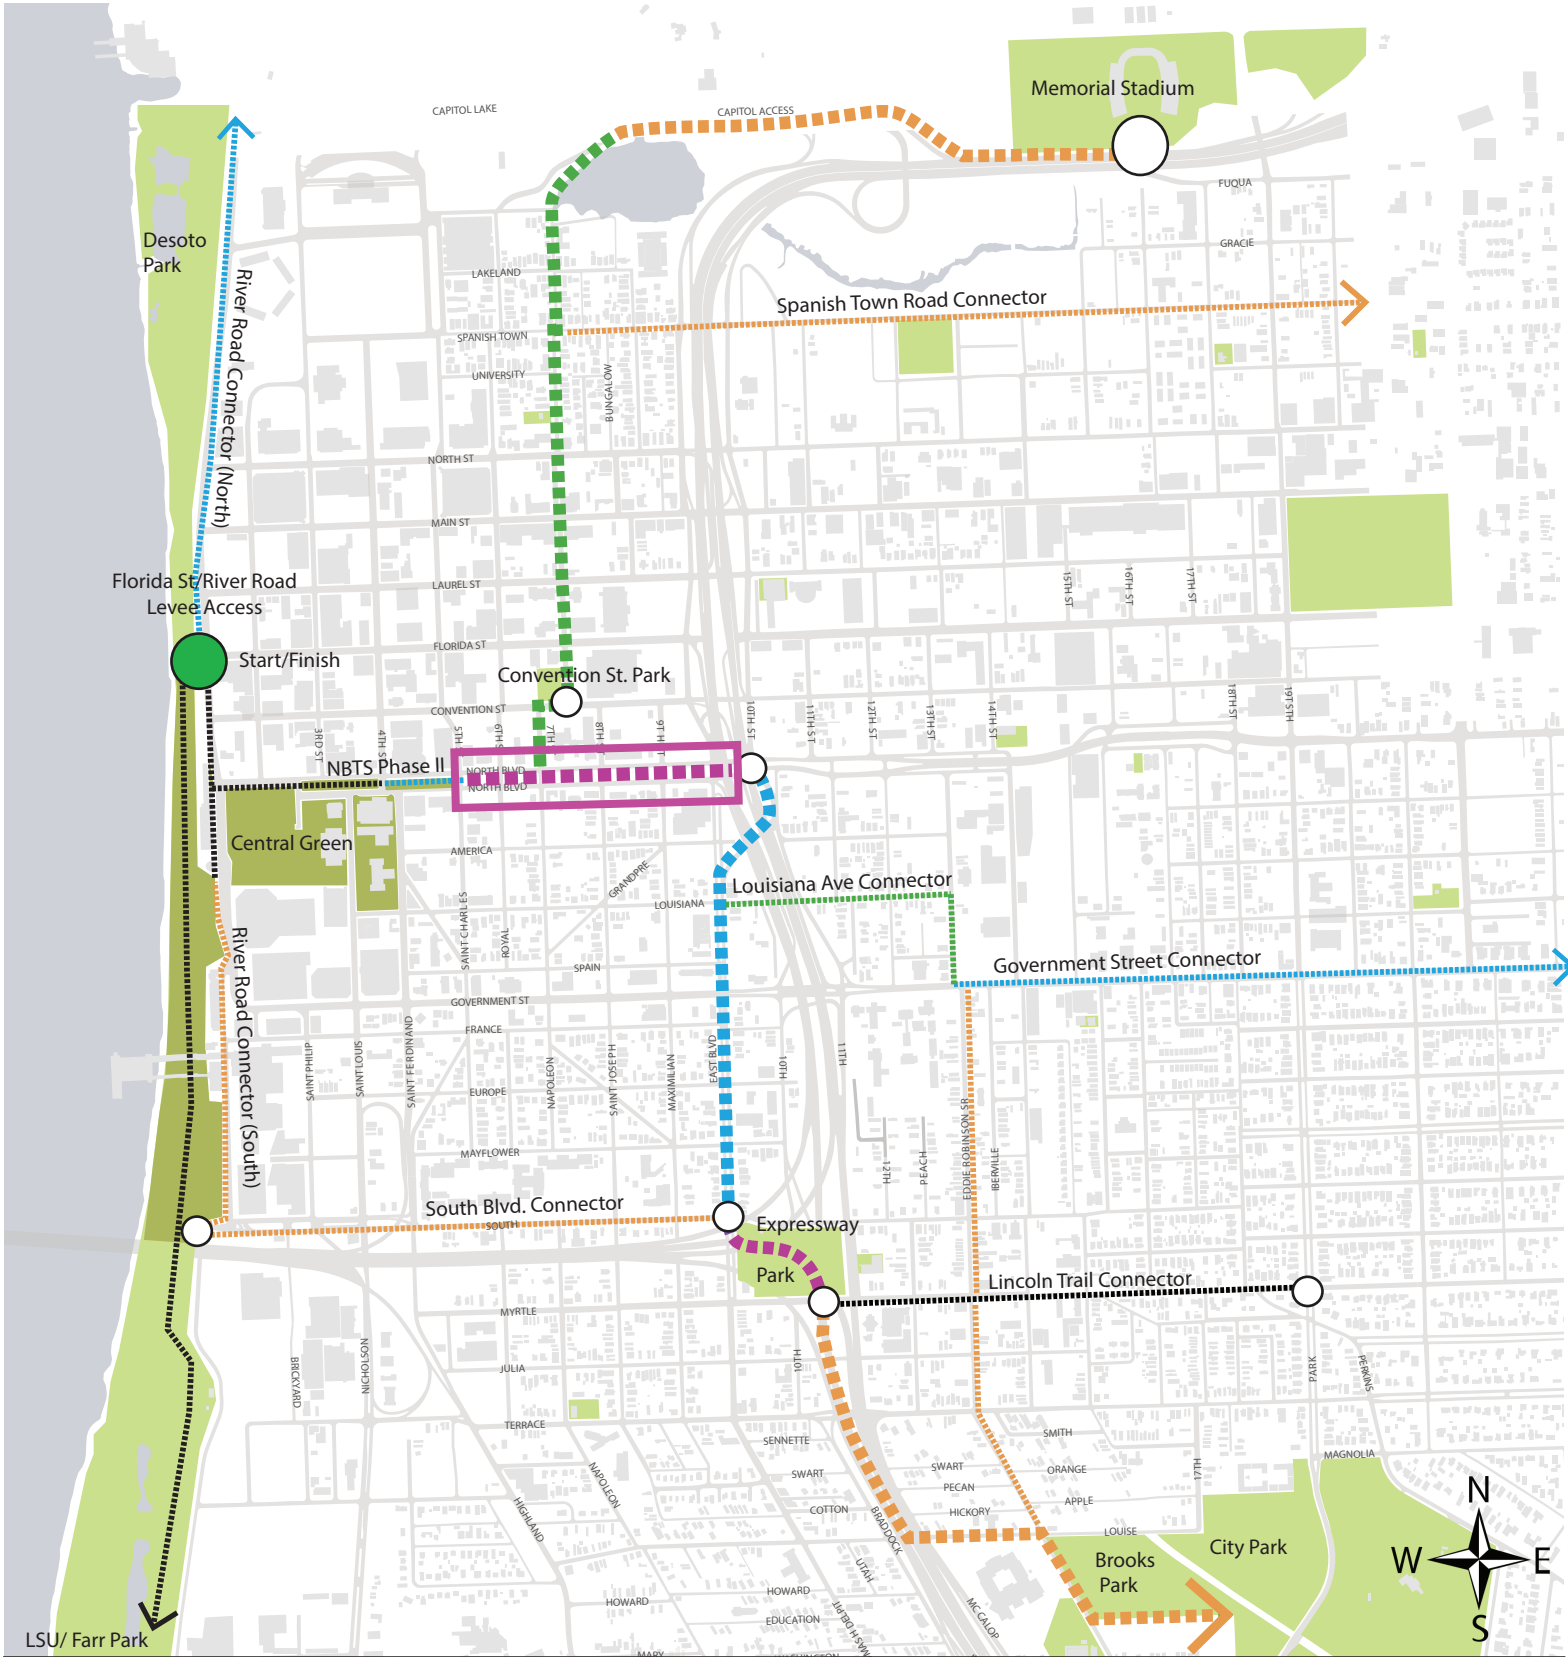 CAPITOL LAKE
CAPITOL ACCESS
Memorial Stadium
FUQUA
GRACIE
Desoto
Park
LAKELAND
River Road Connector (North)
Spanish Town Road Connector
SPANISH TOWN
UNIVERSITY
BUNGALOW
NORTH ST
MAIN ST
LAUREL ST
15TH ST
16TH ST
17TH ST
Florida St/River Road
Levee Access
Start/Finish
FLORIDA ST
Convention St. Park
CONVENTION ST
3RD ST
4TH ST
5TH
6TH S
7TH
8TH ST
9TH T
10TH ST
11TH ST
12TH ST
13TH ST
14TH ST
18TH ST
19T STH
NBTS Phase II
NORTH BLVD
NORTH BLVD
Central Green
AMERICA
GRANDPRE
Louisiana Ave Connector
LOUISIANA
SAINT CHARLES
ROYAL
SPAIN
Government Street Connector
River Road Connector (South)
GOVERNMENT ST
FRANCE
SAINT PHILIP
SAINT LOUIS
SAINT FERDINAND
NAPOLEON
SAINT JOSEPH
MAXIMILIAN
EAST BLVD
10TH
11TH
EUROPE
12TH
PEACH
EDDIE ROBINSON SR
IBERVILLE
MAYFLOWER
South Blvd. Connector
SOUTH
Expressway
Park
Lincoln Trail Connector
MYRTLE
JULIA
BRICKYARD
NICHOLSON
10TH
PARK
PERKINS
TERRACE
SENNETTE
SMITH
MAGNOLIA
SWART
SWART
ORANGE
17TH
NAPOLEON
PECAN
HIGHLAND
COTTON
HICKORY
APPLE
BRADDOCK
LOUISE
N
W
E
S
City Park
Brooks
Park
UTAH
HOWARD
HOWARD
EDUCATION
MASH DELPIT
MC CALOP
LSU/ Farr Park
MARY
WASHINGTON